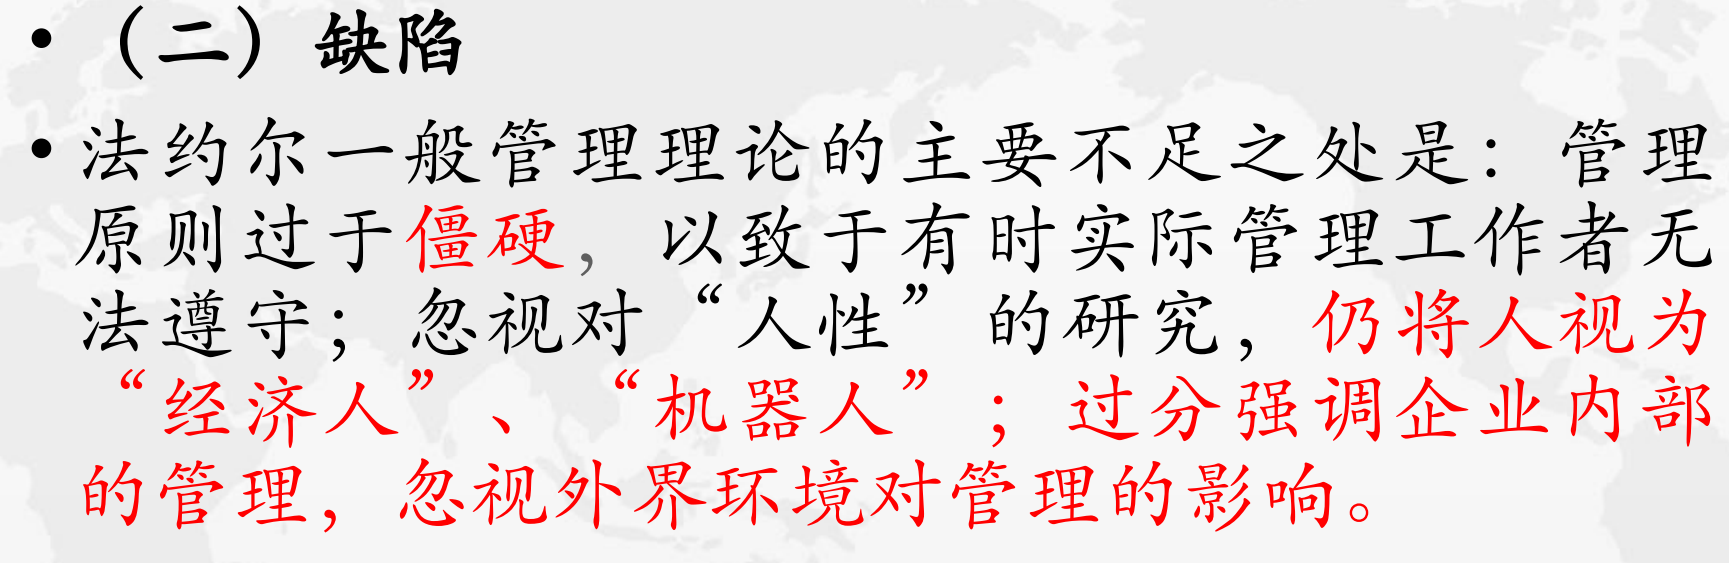 • （二）缺陷
• 法约尔一般管理理论的主要不足之处是：管理
原则过于僵硬，以致于有时实际管理工作者无
法遵守；忽视对“人性”的研究，仍将人视为
“经济人”、“机器人”；过分强调企业内部
的管理，忽视外界环境对管理的影响。